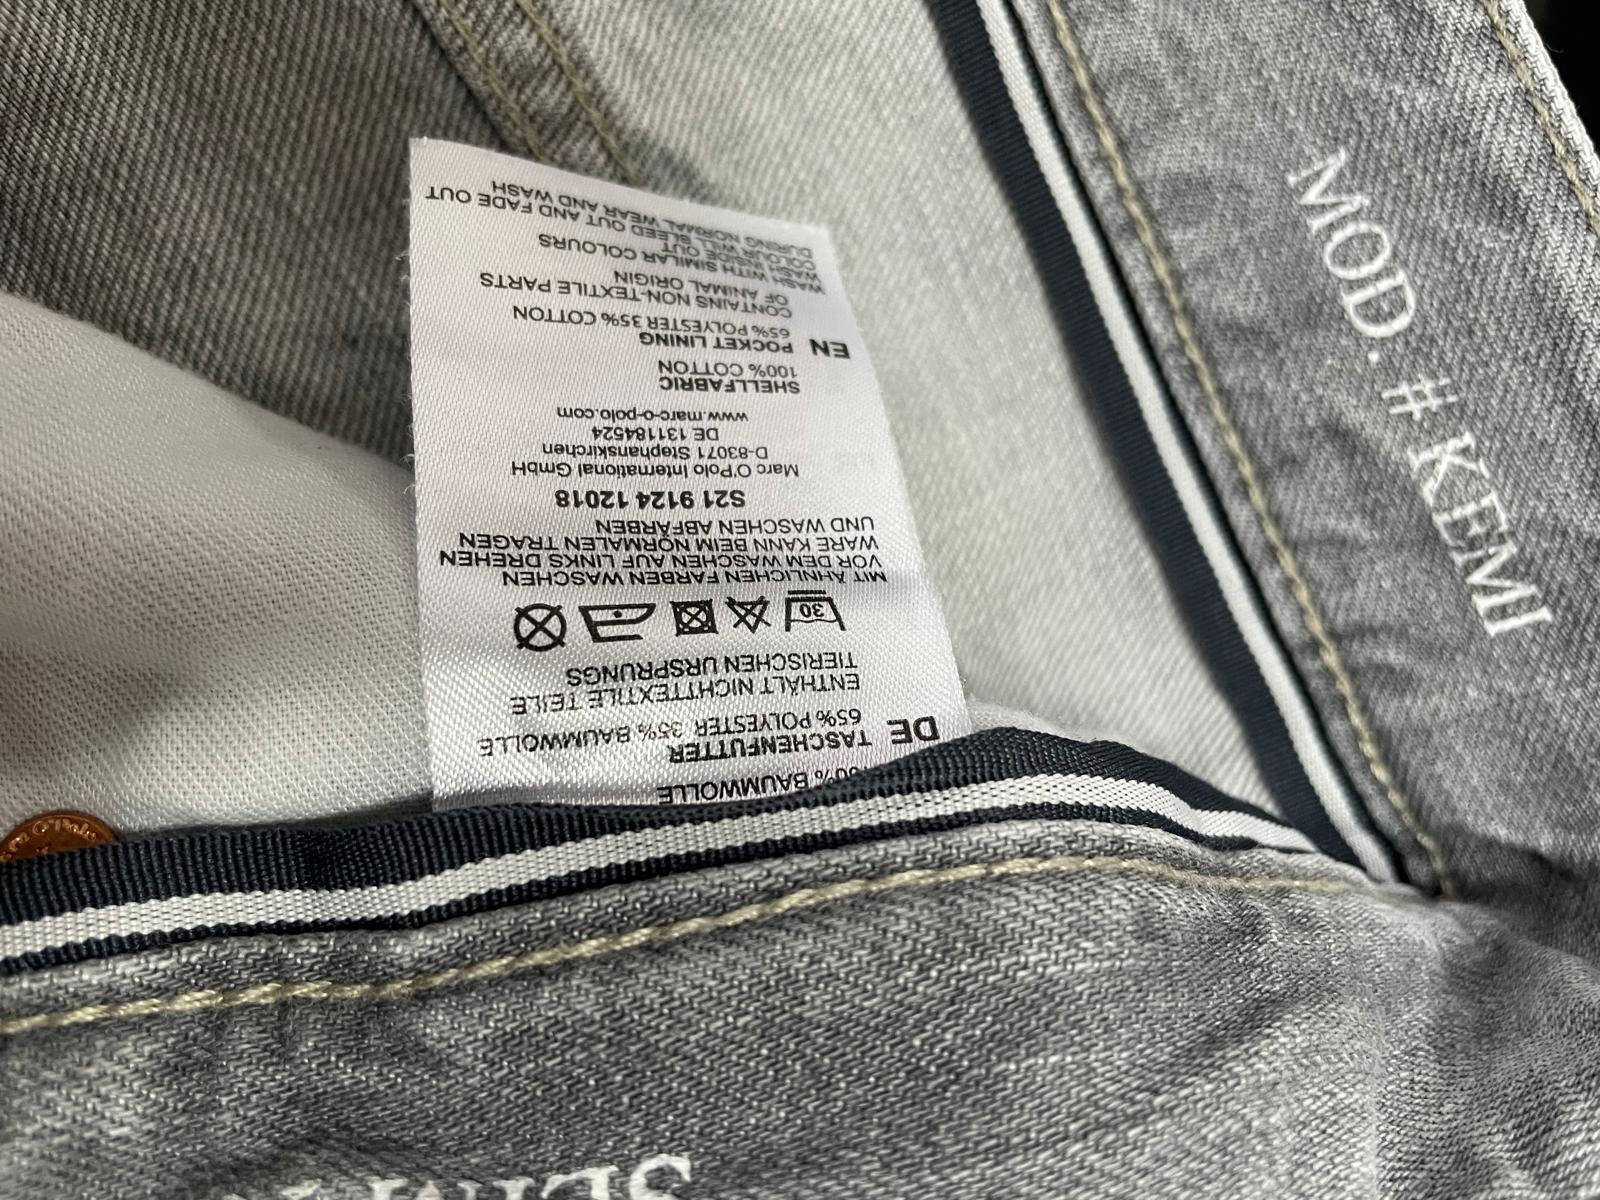 MOD. # KEMI
BAUMWOLLE
DE TASCHENFUTTER
65% POLYESTER 35% BAUMWOLLE
ENTHÄLT NICHTTEXTILE TEILE
TIERISCHEN URSPRUNGS
30
MIT ÄHNLICHEN FARBEN WASCHEN
VOR DEM WASCHEN AUF LINKS DREHEN
WARE KANN BEIM NORMALEN TRAGEN
UND WASCHEN ABFÄRBEN
S21 9124 12018
Marc O'Polo International GmbH
D-83071 Stephanskirchen
DE 131184524
www.marc-o-polo.com
SHELLFABRIC
100% COTTON
EN POCKET LINING
65% POLYESTER 35% COTTON
CONTAINS NON-TEXTILE PARTS
OF ANIMAL ORIGIN
WASH WITH SIMILAR COLOURS
WASH INSIDE OUT
COLOUR WILL BLEED OUT AND FADE OUT
DURING NORMAL WEAR AND WASH
O'Polo